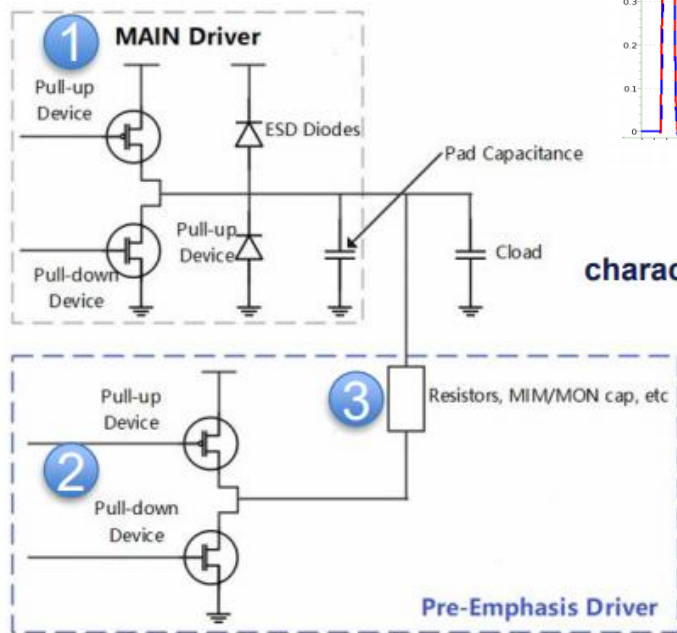 1
MAIN Driver
Pull-up
Device
ESD Diodes
Pad Capacitance
Pull-up
Device
Pull-down
Device
Cload
0.3
0.2
0.1
0
charac
3
Resistors, MIM/MON cap, etc
Pull-up
Device
2
Pull-down
Device
Pre-Emphasis Driver